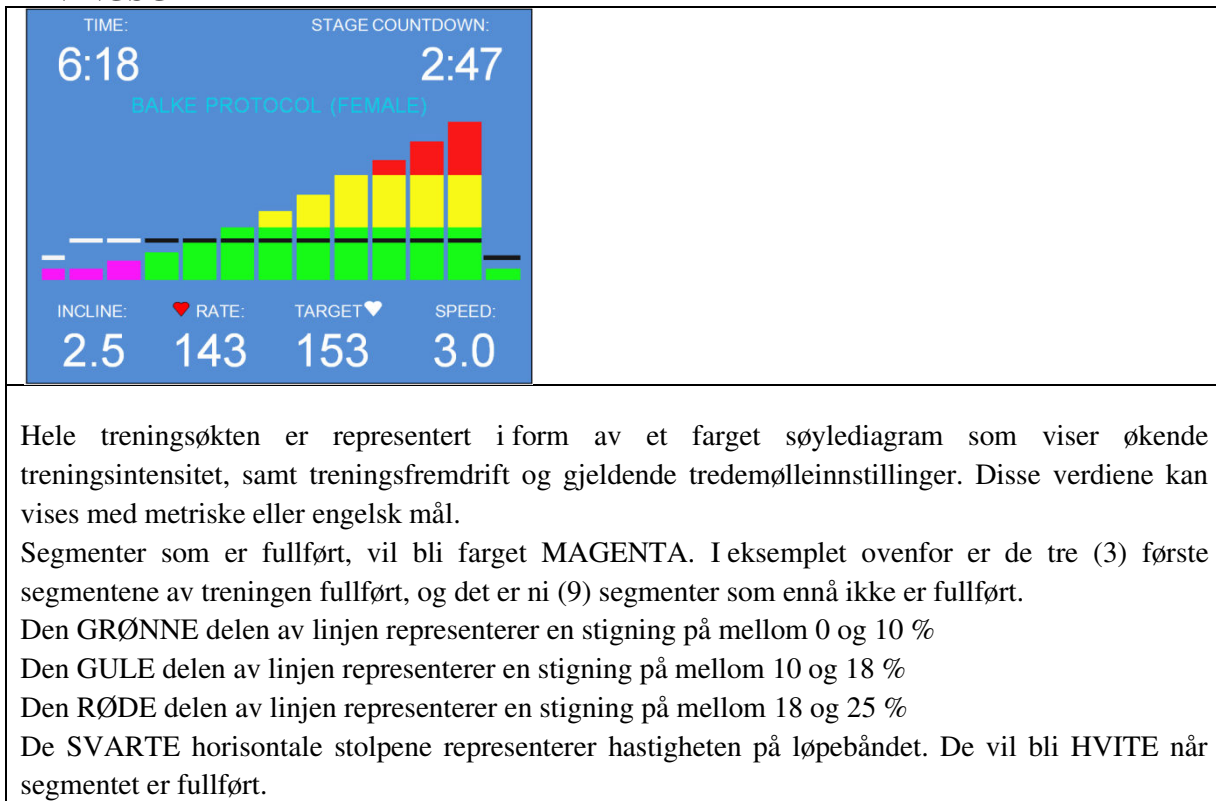 TIME: STAGE COUNTDOWN:
6:18 2:47
BALKE PROTOCOL (FEMALE)
INCLINE: RATE: TARGET SPEED:
2.5 143 153 3.0
Hele treningsøkten er representert i form av et farget søylediagram som viser økende
treningsintensitet, samt treningsfremdrift og gjeldende tredemølleinnstillinger. Disse verdiene kan
vises med metriske eller engelsk mål.
Segmenter som er fullført, vil bli farget MAGENTA. I eksemplet ovenfor er de tre (3) første
segmentene av treningen fullført, og det er ni (9) segmenter som ennå ikke er fullført.
Den GRØNNE delen av linjen representerer en stigning på mellom 0 og 10 %
Den GULE delen av linjen representerer en stigning på mellom 10 og 18 %
Den RØDE delen av linjen representerer en stigning på mellom 18 og 25 %
De SVARTE horisontale stolpene representerer hastigheten på løpebåndet. De vil bli HVITE når
segmentet er fullført.